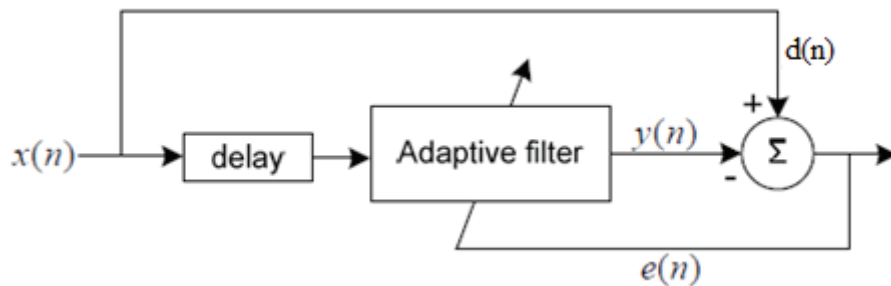 d(n)
x(n)
delay
Adaptive filter
y(n)
+
Σ
-
e(n)